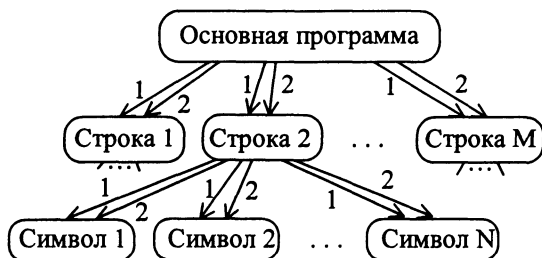 Основная программа
1 2 1 2 1 2
Строка 1 Строка 2 ... Строка M
... ...
1 2 1 2 1 2
Символ 1 Символ 2 ... Символ N